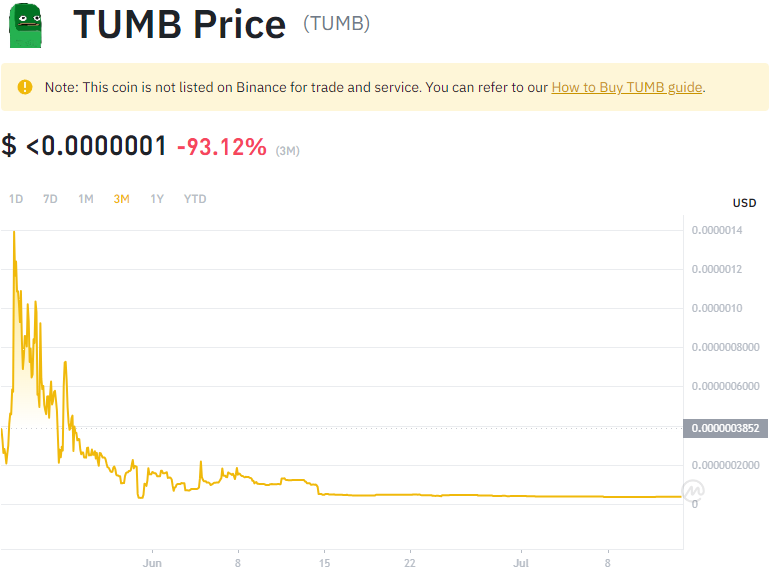 TUMB Price (TUMB)
Note: This coin is not listed on Binance for trade and service. You can refer to our How to Buy TUMB guide.
$ <0.0000001 -93.12% (3M)
1D 7D 1M 3M 1Y YTD
USD
0.0000014
0.0000012
0.0000010
0.0000008000
0.0000006000
0.0000003852
0.0000002000
0
Jun 8 15 22 Jul 8